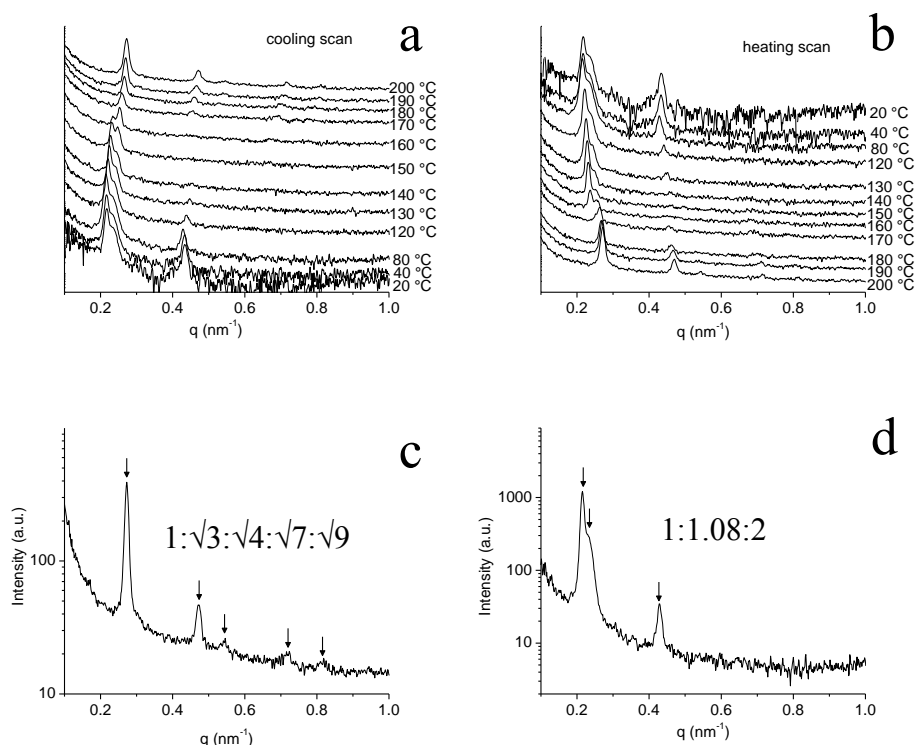 a
cooling scan
200 °C
190 °C
180 °C
170 °C
160 °C
150 °C
140 °C
130 °C
120 °C
80 °C
40 °C
20 °C
0.2 0.4 0.6 0.8 1.0
q (nm⁻¹)
b
heating scan
20 °C
40 °C
80 °C
120 °C
130 °C
140 °C
150 °C
160 °C
170 °C
180 °C
190 °C
200 °C
0.2 0.4 0.6 0.8 1.0
q (nm⁻¹)
c
1:√3:√4:√7:√9
Intensity (a.u.)
100
10
0.2 0.4 0.6 0.8 1.0
q (nm⁻¹)
d
1:1.08:2
Intensity (a.u.)
1000
100
10
0.2 0.4 0.6 0.8 1.0
q (nm⁻¹)